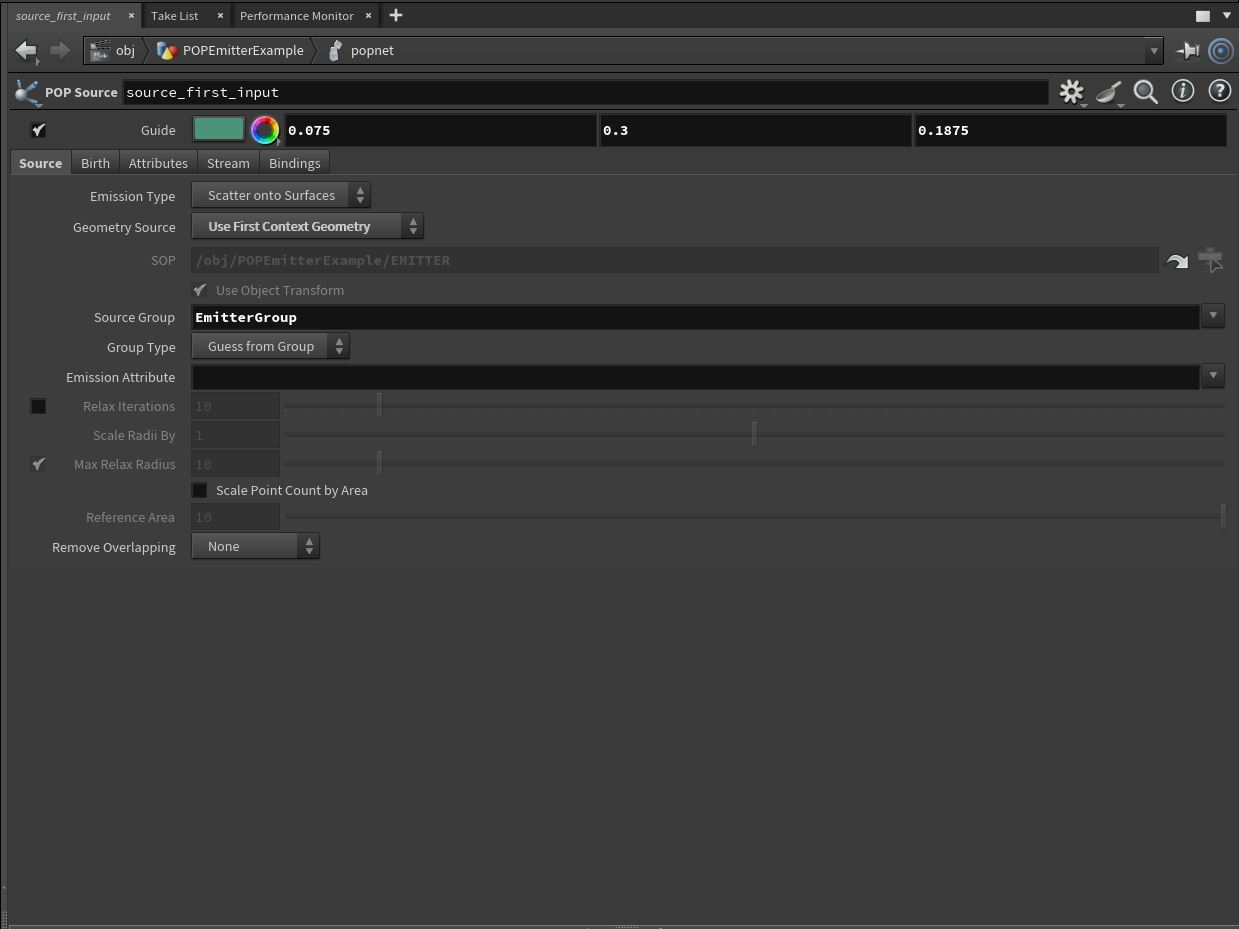 source_first_input × Take List × Performance Monitor × +
obj POPEmitterExample popnet
POP Source source_first_input
Guide 0.075 0.3 0.1875
Source Birth Attributes Stream Bindings
Emission Type Scatter onto Surfaces
Geometry Source Use First Context Geometry
SOP /obj/POPEmitterExample/EMITTER
Use Object Transform
Source Group EmitterGroup
Group Type Guess from Group
Emission Attribute
Relax Iterations 10
Scale Radii By 1
Max Relax Radius 10
Scale Point Count by Area
Reference Area 10
Remove Overlapping None